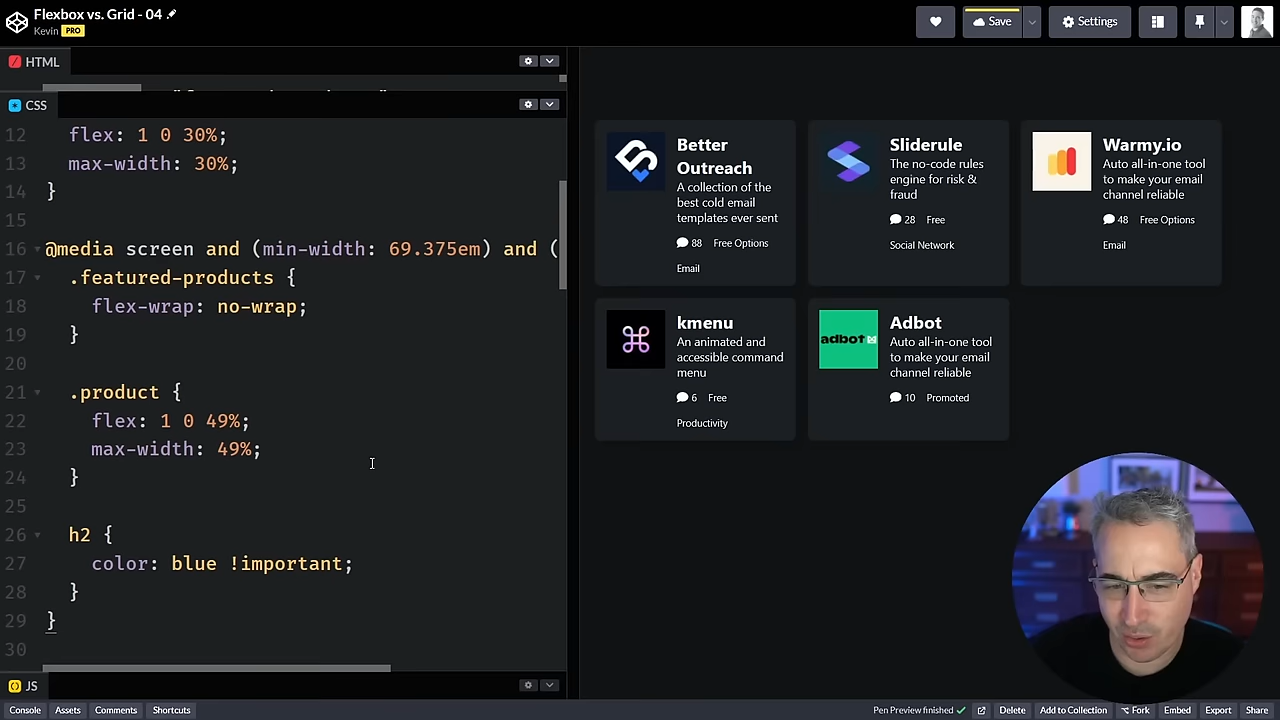 Flexbox vs. Grid - 04
Kevin PRO
Save
Settings
HTML
CSS
12 flex: 1 0 30%;
13 max-width: 30%;
14 }
15
16 @media screen and (min-width: 69.375em) and (
17 .featured-products {
18 flex-wrap: no-wrap;
19 }
20
21 .product {
22 flex: 1 0 49%;
23 max-width: 49%;
24 }
25
26 h2 {
27 color: blue !important;
28 }
29 }
30
JS
Better
Outreach
A collection of the
best cold email
templates ever sent
88 Free Options
Email
Sliderule
The no-code rules
engine for risk &
fraud
28 Free
Social Network
Warmy.io
Auto all-in-one tool
to make your email
channel reliable
48 Free Options
Email
kmenu
An animated and
accessible command
menu
6 Free
Productivity
adbot
Adbot
Auto all-in-one tool
to make your email
channel reliable
10 Promoted
Console Assets Comments Shortcuts
Pen Preview finished Delete Add to Collection Fork Embed Export Share